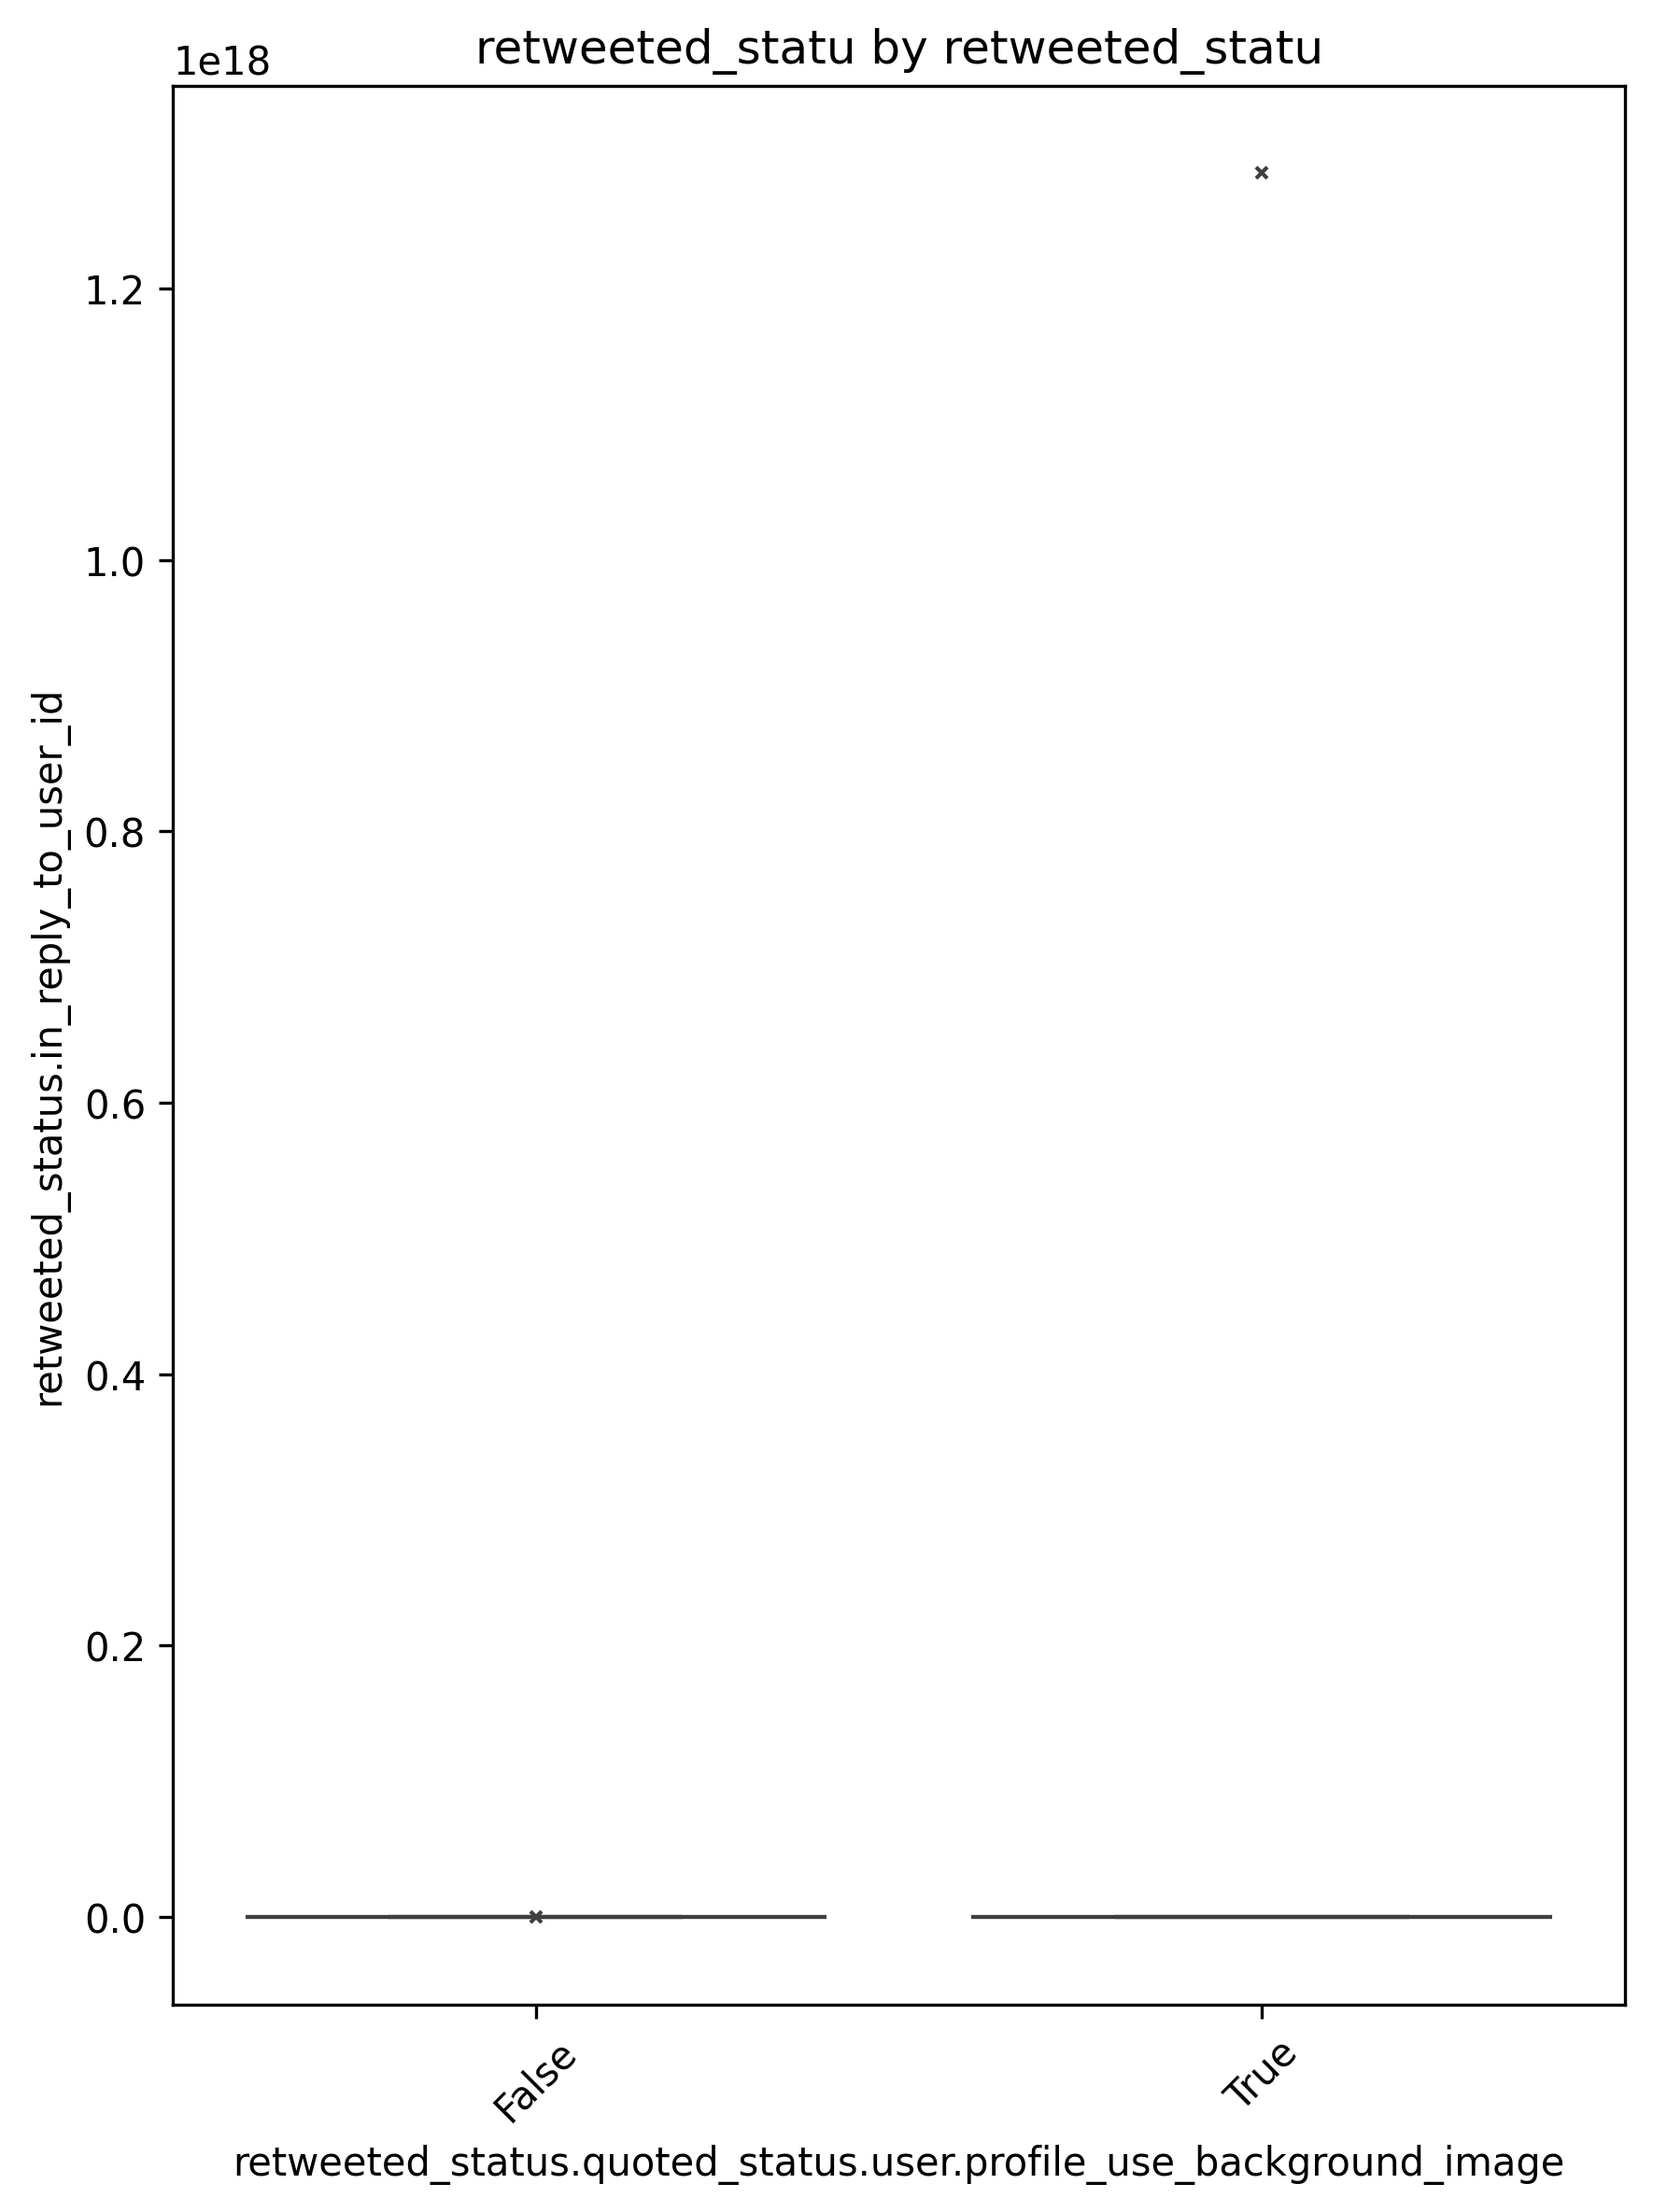 retweeted_statu by retweeted_statu
1e18
1.2
1.0
0.8
0.6
0.4
0.2
0.0
retweeted_status.in_reply_to_user_id
False
True
retweeted_status.quoted_status.user.profile_use_background_image